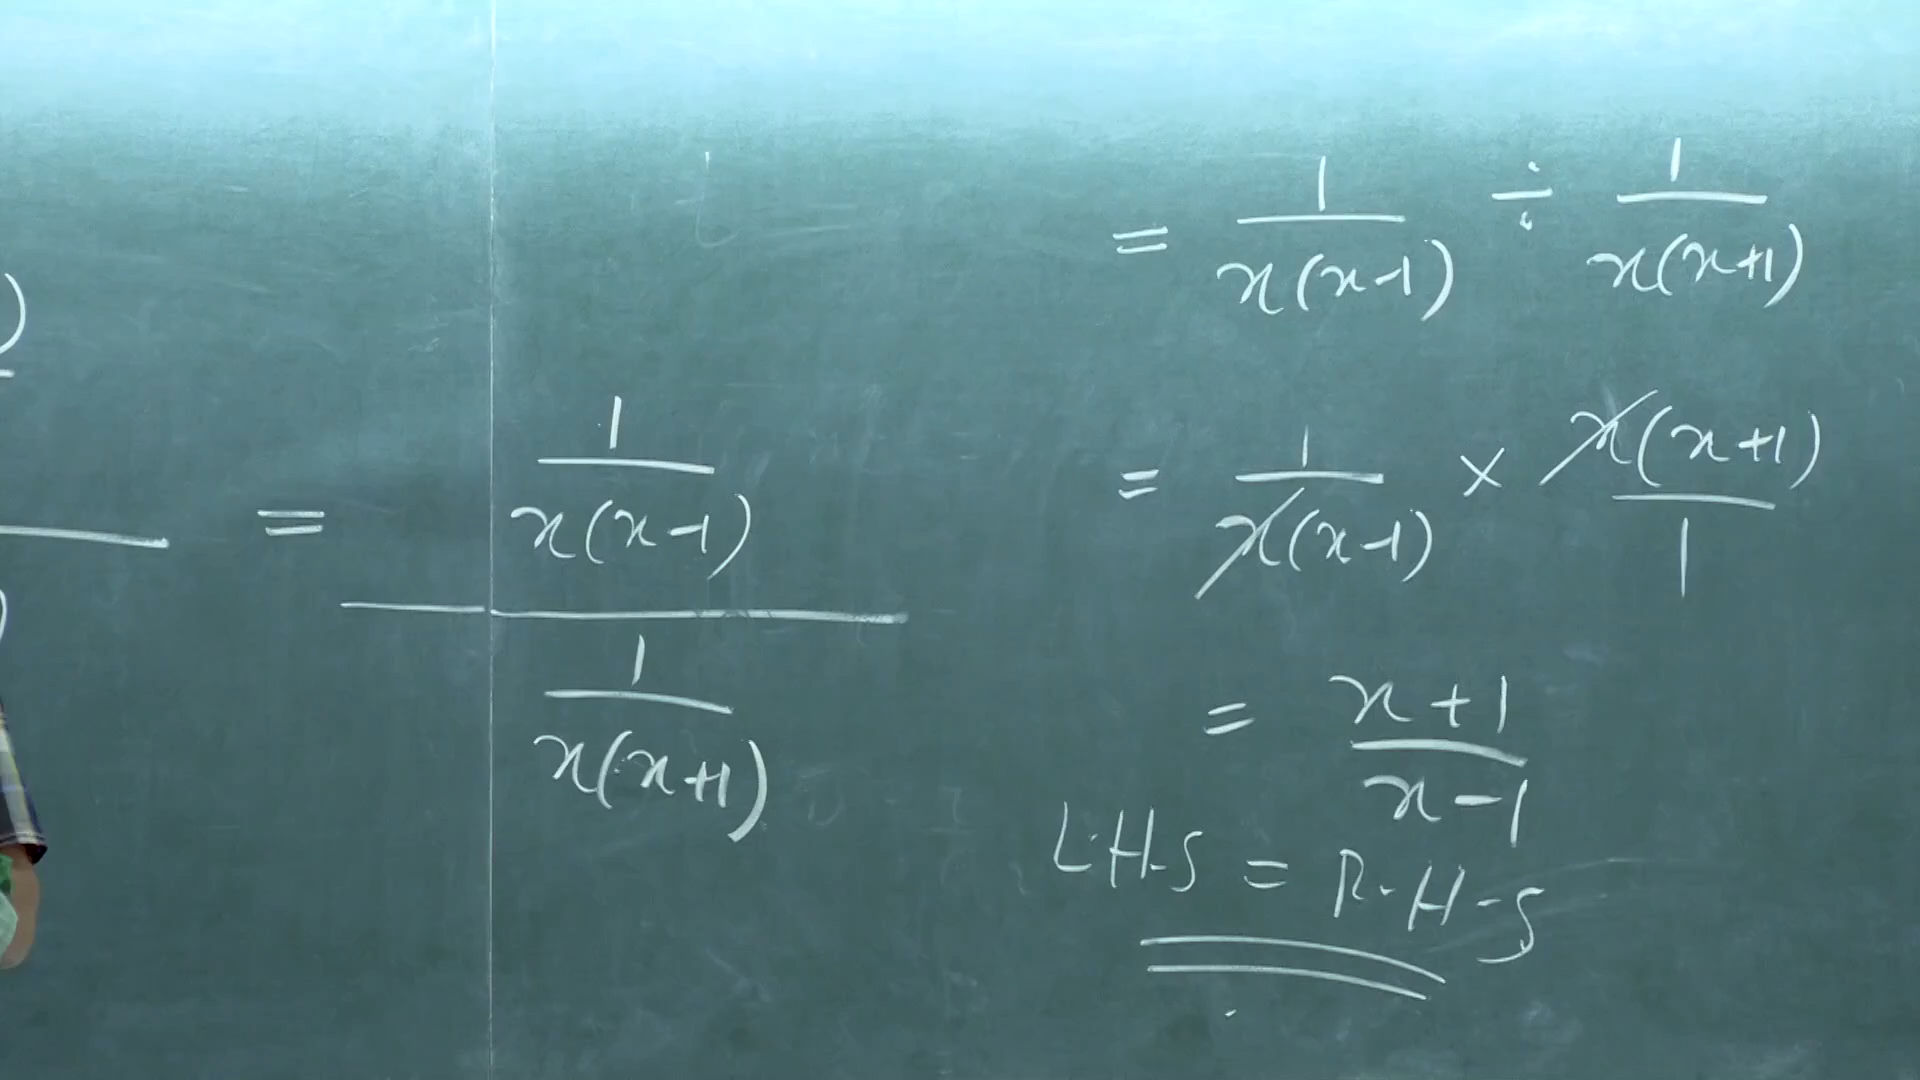 = 1/x(x-1) / 1/x(x+1)
= 1/x(x-1) ÷ 1/x(x+1)
= 1/x(x-1) × x(x+1)/1
= x+1/x-1
L.H.S = R.H.S